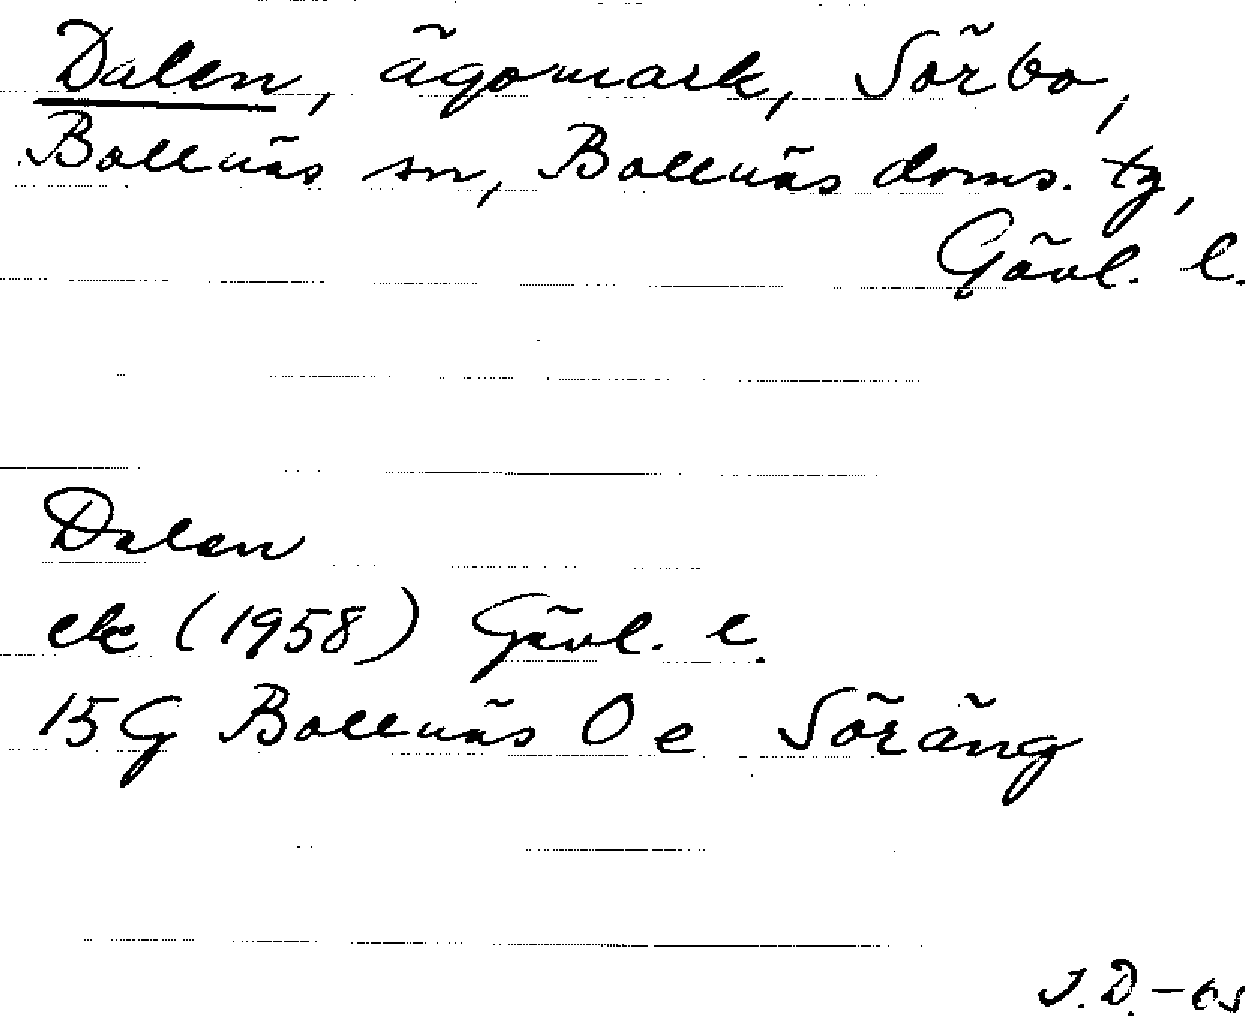 Dalen, ägomark, Sörbo,
Bollnäs sn, Bollnäs doms. tg,
Gävl. l.
Dalen
ek (1958) Gävl. l.
15G Bollnäs 0e Söräng
J.D.-65